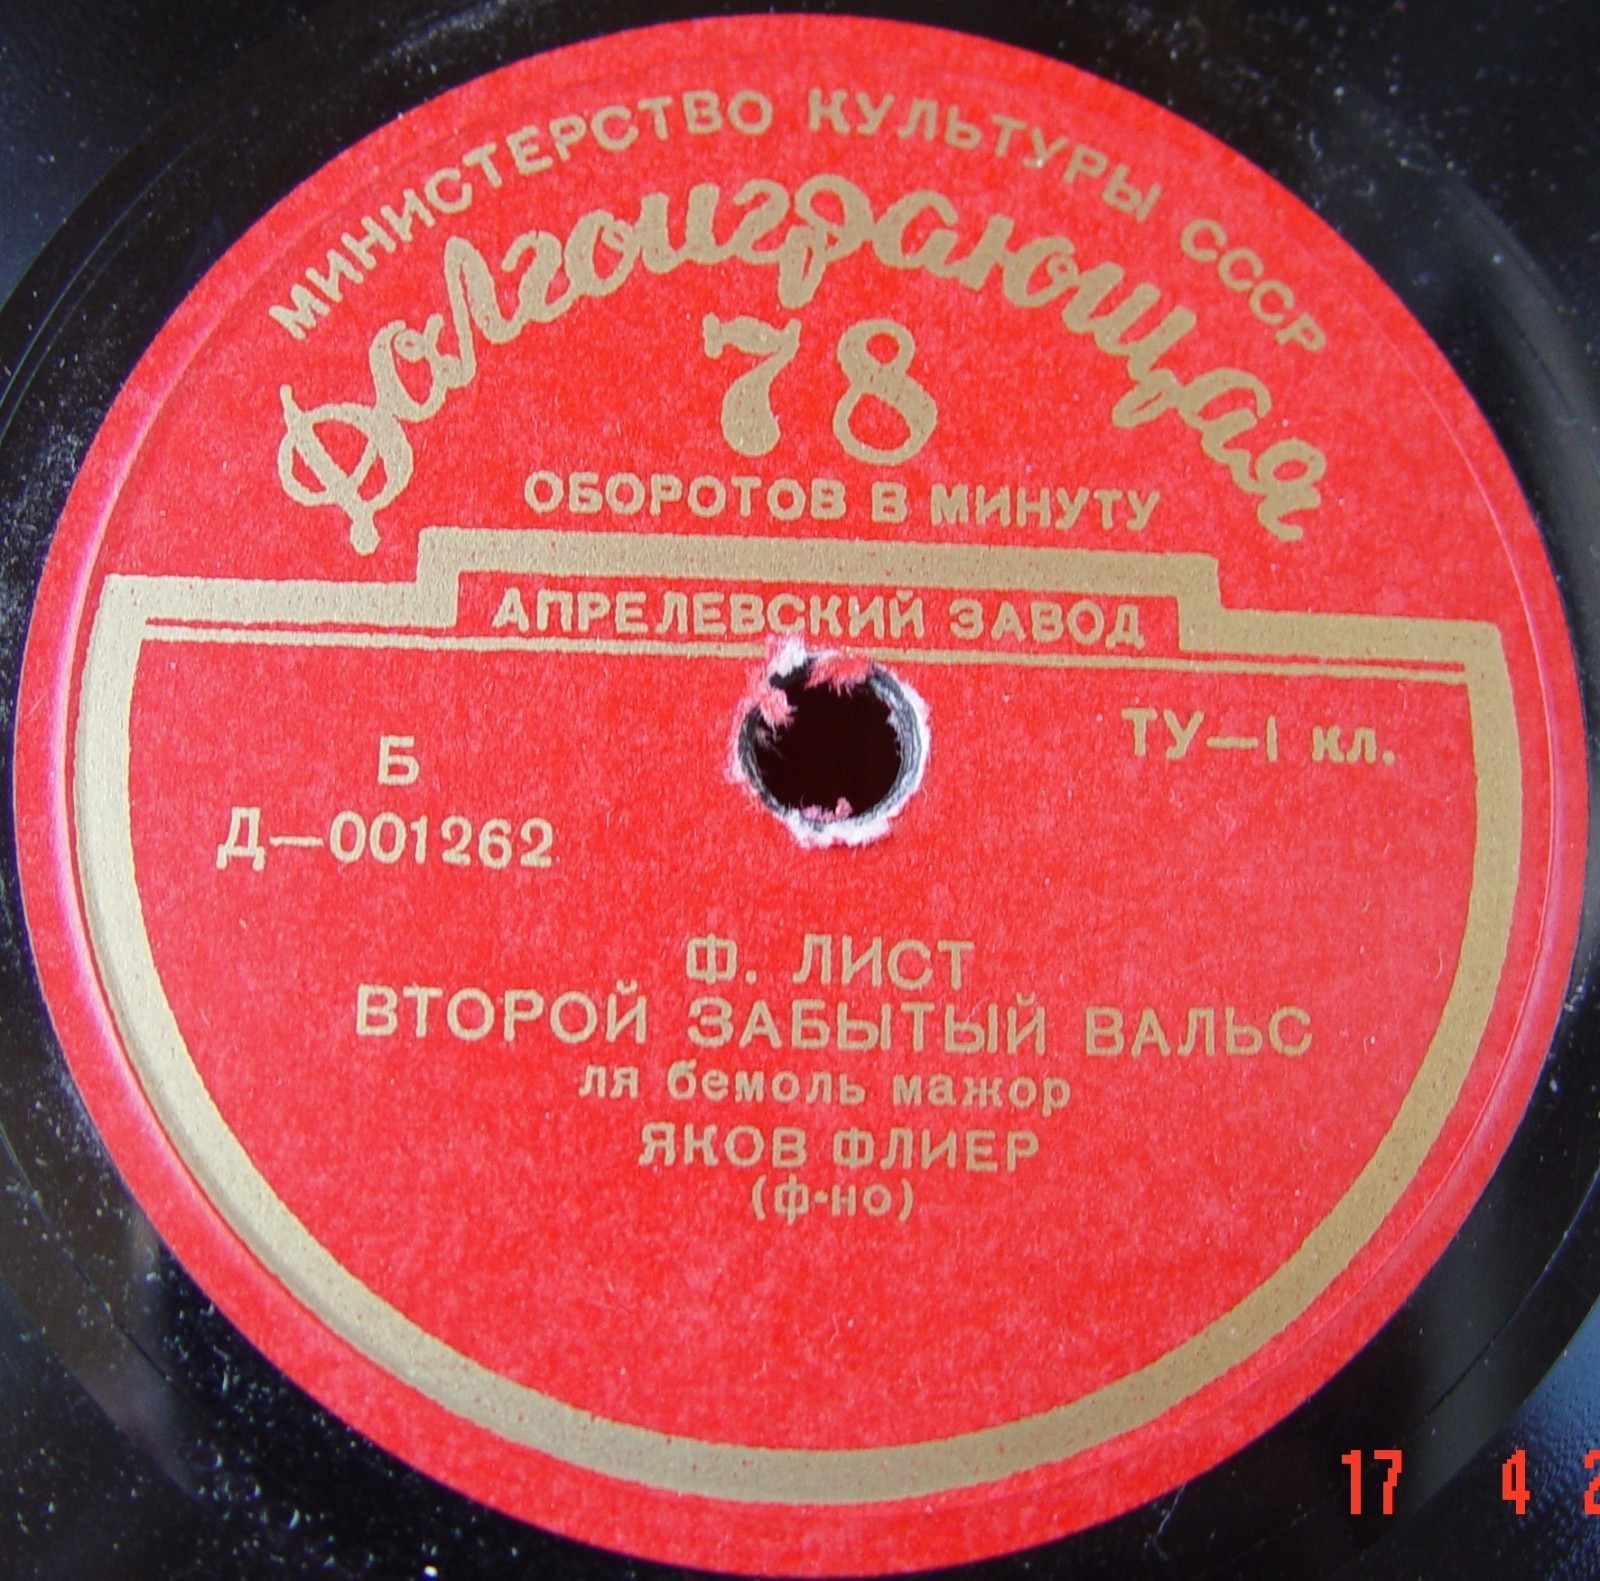 МИНИСТЕРСТВО КУЛЬТУРЫ СССР
Долгоиграющая
78
ОБОРОТОВ В МИНУТУ
АПРЕЛЕВСКИЙ ЗАВОД
ТУ—I кл.
Б
Д—001262
Ф. ЛИСТ
ВТОРОЙ ЗАБЫТЫЙ ВАЛЬС
ля бемоль мажор
ЯКОВ ФЛИЕР
(ф-но)
17 4 2